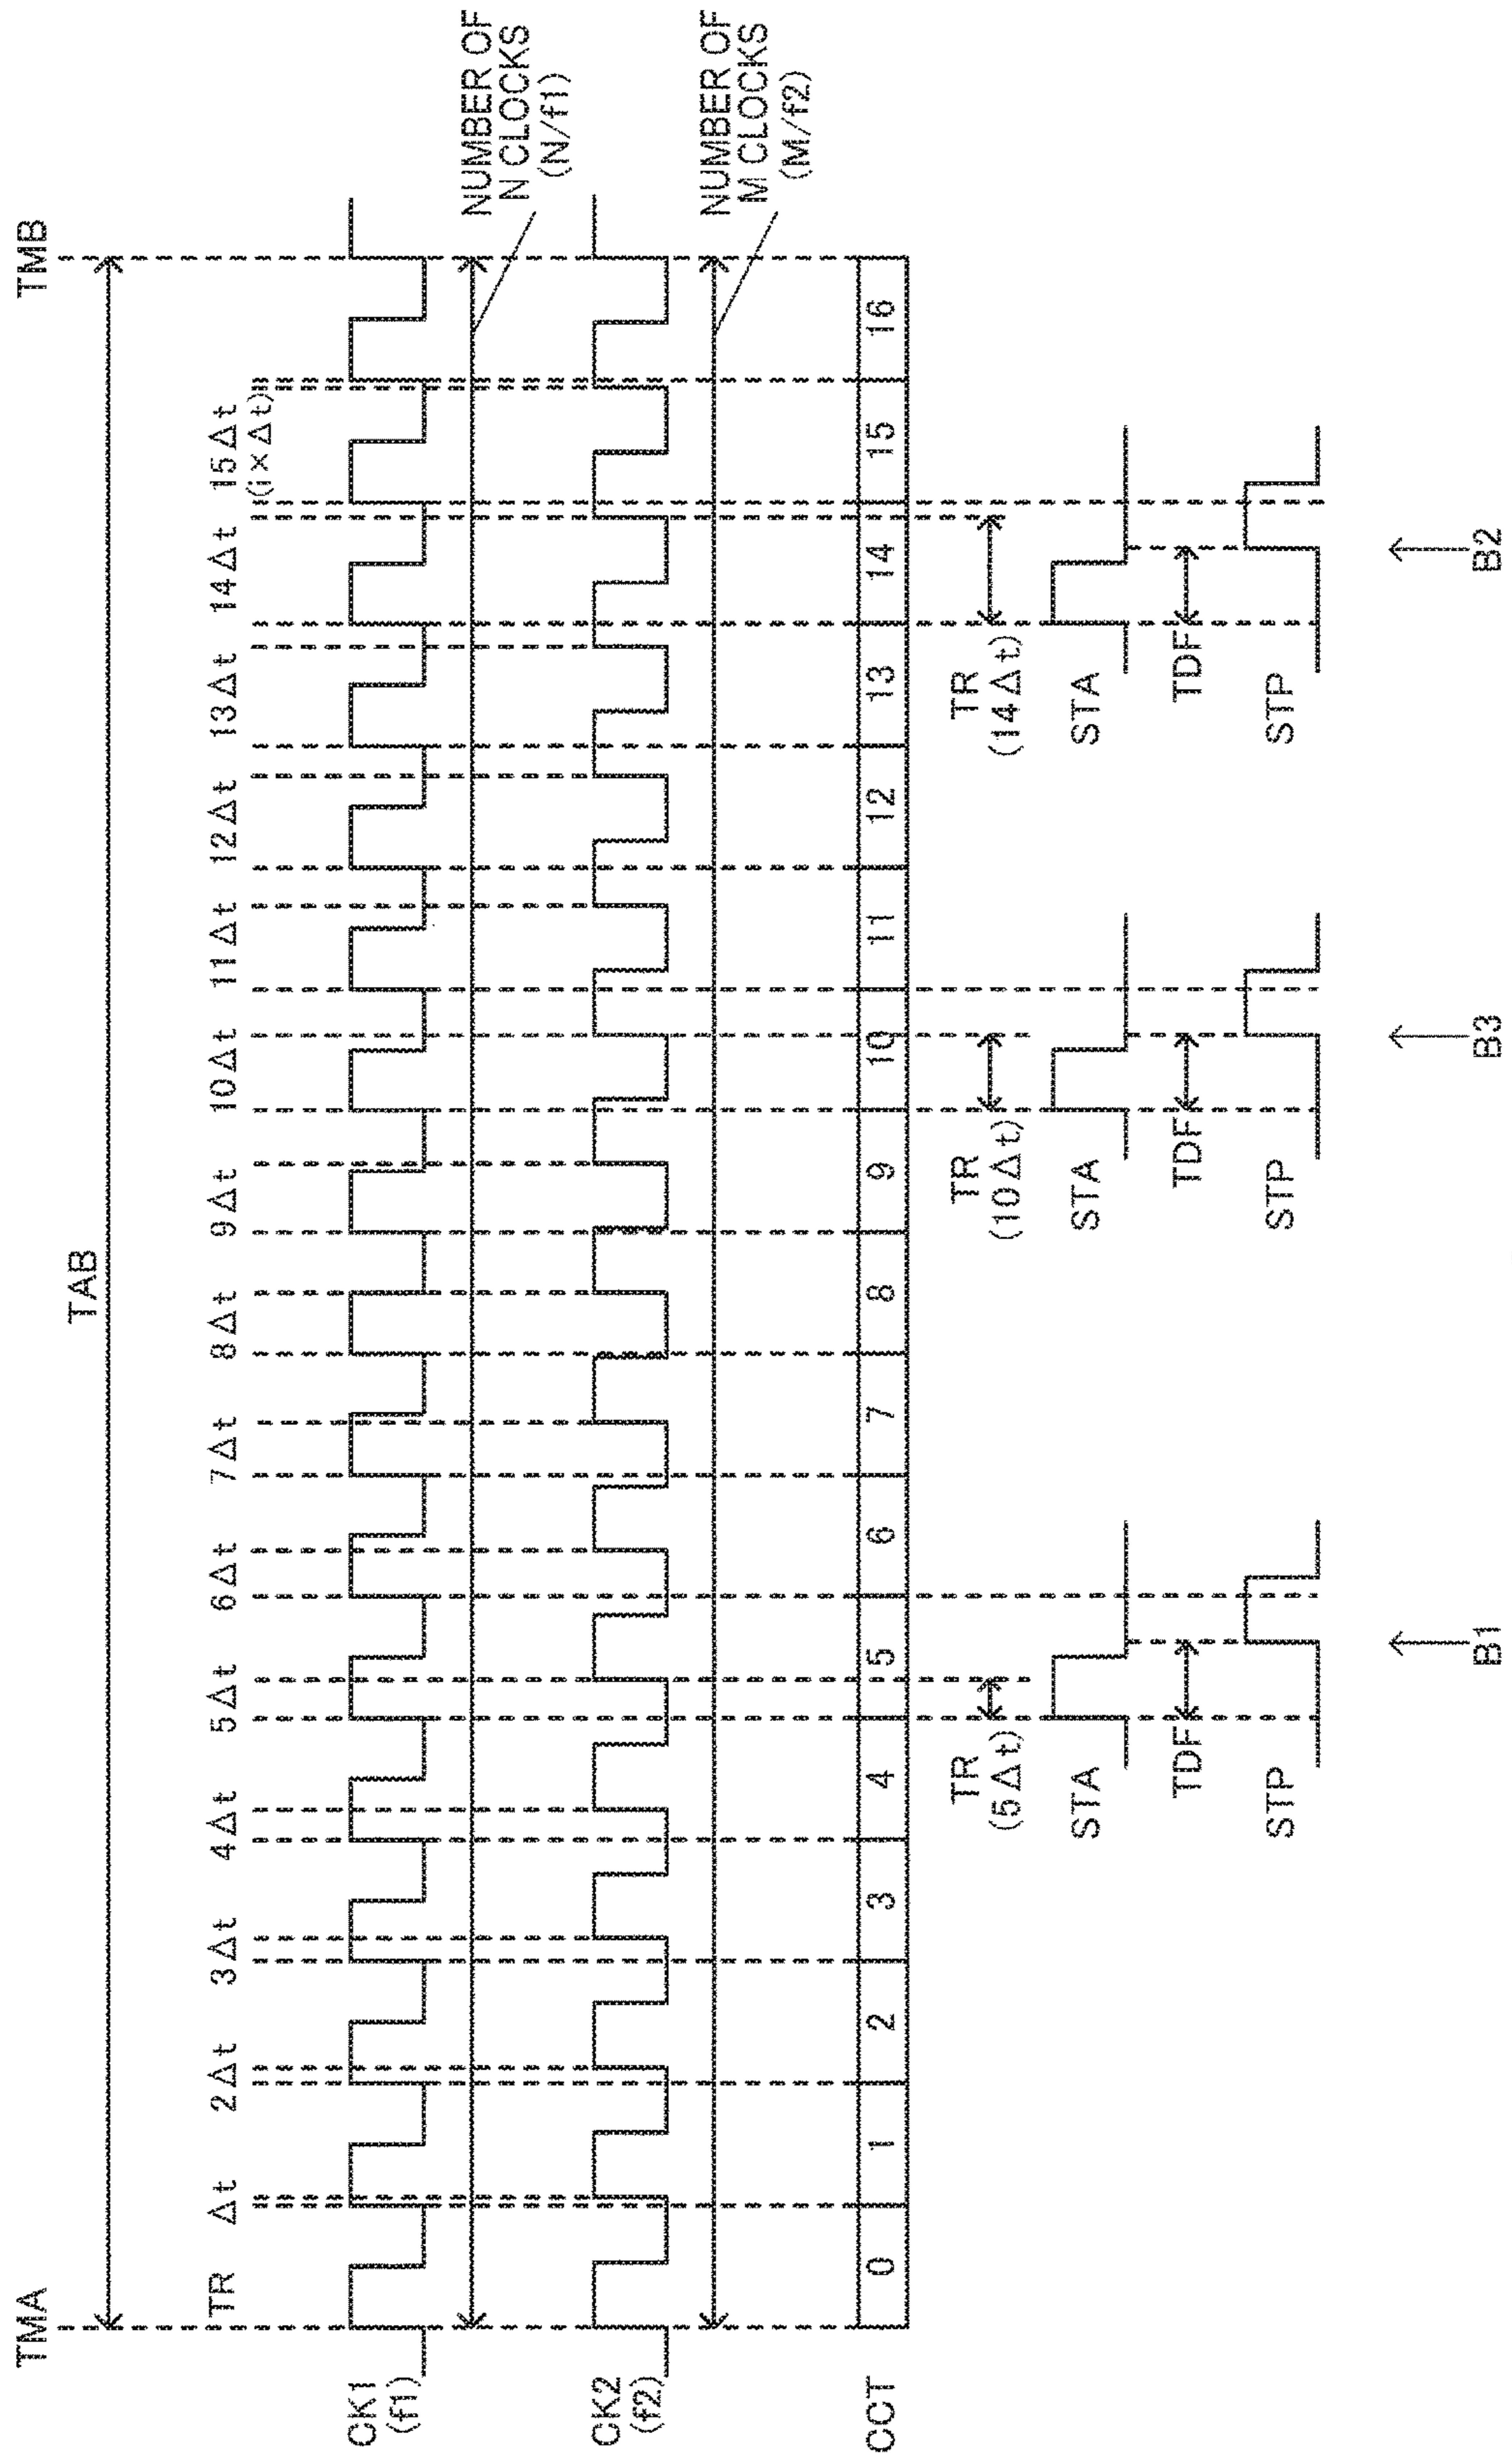 TMA
TMB
TAB
TR
Δt
2Δt
3Δt
4Δt
5Δt
6Δt
7Δt
8Δt
9Δt
10Δt
11Δt
12Δt
13Δt
14Δt
15Δt
(i×Δt)
CK1
(f1)
NUMBER OF
N CLOCKS
(N/f1)
CK2
(f2)
NUMBER OF
M CLOCKS
(M/f2)
CCT
0
1
2
3
4
5
6
7
8
9
10
11
12
13
14
15
16
TR
(5Δt)
TR
(10Δt)
TR
(14Δt)
STA
STA
STA
TDF
TDF
TDF
STP
STP
STP
B1
B3
B2